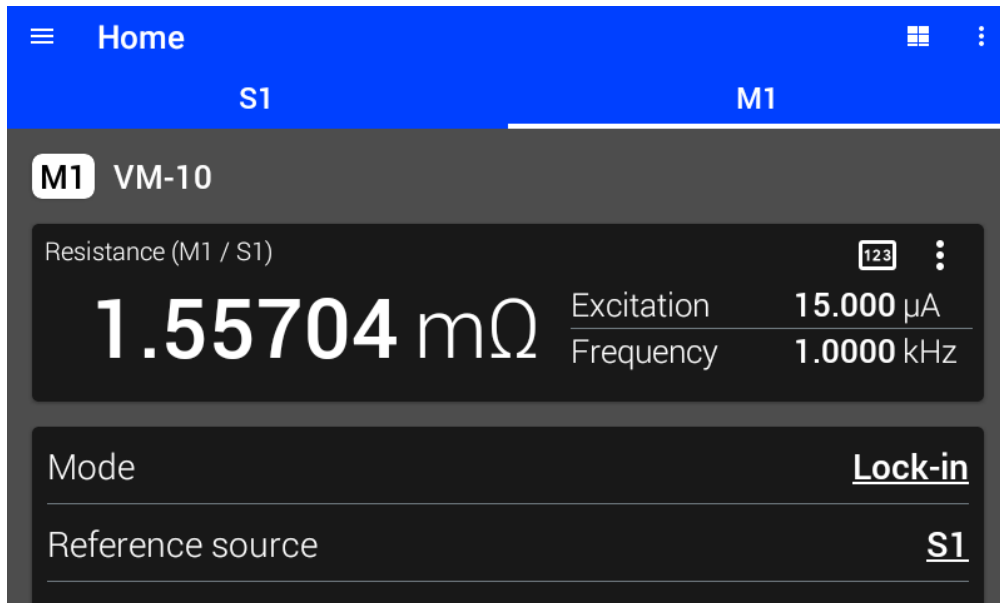 Home
S1 M1
M1 VM-10
Resistance (M1 / S1) 123
1.55704 mΩ
Excitation 15.000 µA
Frequency 1.0000 kHz
Mode Lock-in
Reference source S1